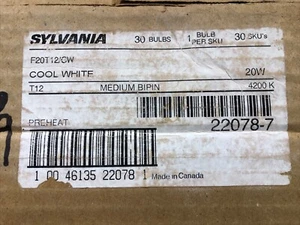 SYLVANIA 30 BULBS 1 BULB PER SKU 30 SKU's
F20T12/CW
COOL WHITE 20W
T12 MEDIUM BIPIN 4200 K
PREHEAT 22078-7
1 00 46135 22078 1 Made in Canada